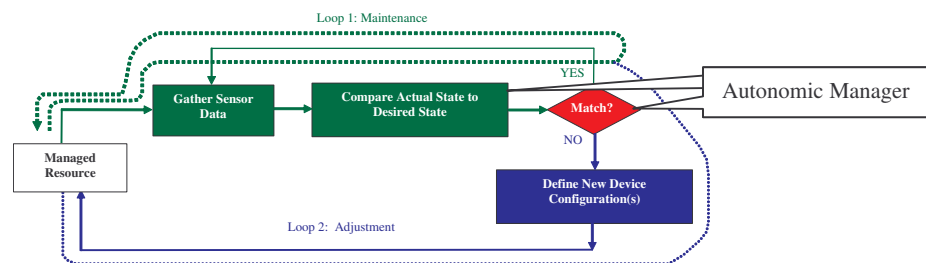 Loop 1: Maintenance
YES
Gather Sensor
Data
Compare Actual State to
Desired State
Match?
Autonomic Manager
NO
Managed
Resource
Define New Device
Configuration(s)
Loop 2: Adjustment